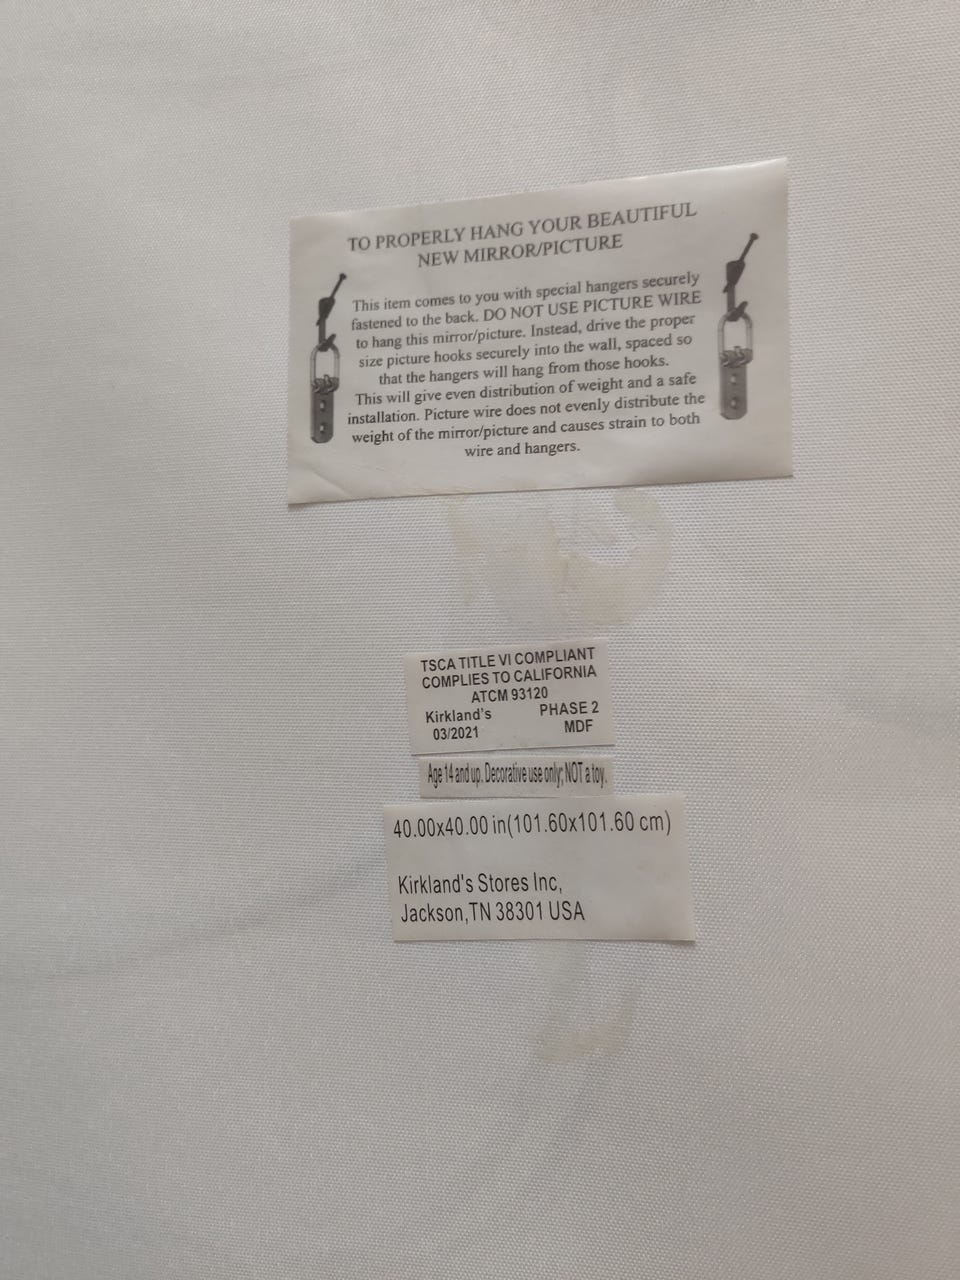 TO PROPERLY HANG YOUR BEAUTIFUL
NEW MIRROR/PICTURE
This item comes to you with special hangers securely
fastened to the back. DO NOT USE PICTURE WIRE
to hang this mirror/picture. Instead, drive the proper
size picture hooks securely into the wall, spaced so
that the hangers will hang from those hooks.
This will give even distribution of weight and a safe
installation. Picture wire does not evenly distribute the
weight of the mirror/picture and causes strain to both
wire and hangers.
TSCA TITLE VI COMPLIANT
COMPLIES TO CALIFORNIA
ATCM 93120
Kirkland's PHASE 2
03/2021 MDF
Age 14 and up. Decorative use only; NOT a toy.
40.00x40.00 in(101.60x101.60 cm)
Kirkland's Stores Inc,
Jackson,TN 38301 USA